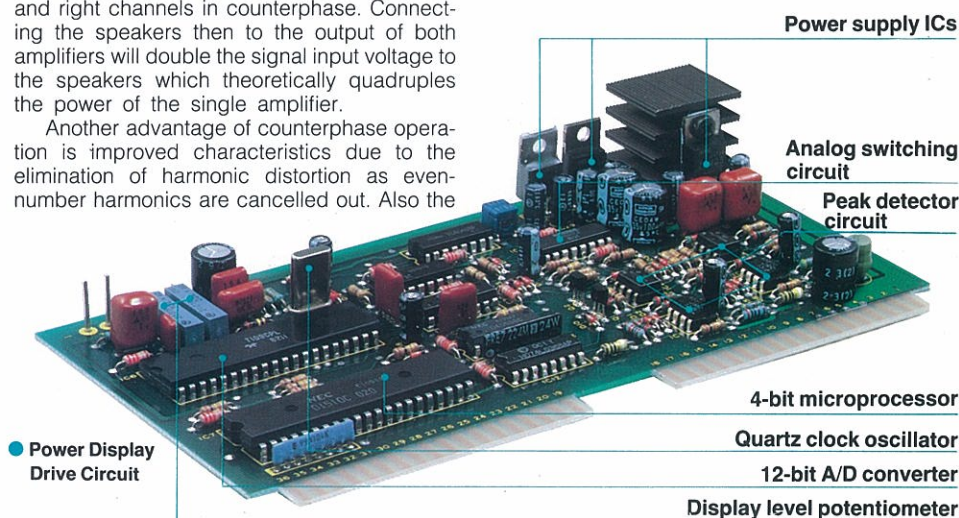 and right channels in counterphase. Connect-
ing the speakers then to the output of both
amplifiers will double the signal input voltage to
the speakers which theoretically quadruples
the power of the single amplifier.
Another advantage of counterphase opera-
tion is improved characteristics due to the
elimination of harmonic distortion as even-
number harmonics are cancelled out. Also the
Power supply ICs
Analog switching
circuit
Peak detector
circuit
4-bit microprocessor
Quartz clock oscillator
12-bit A/D converter
Display level potentiometer
● Power Display
Drive Circuit
NEC